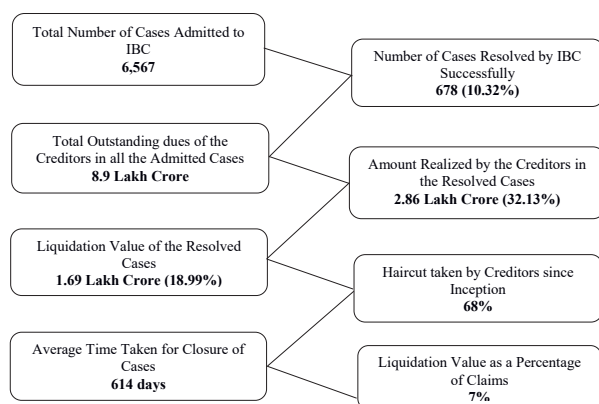 Total Number of Cases Admitted to
IBC
6,567
Number of Cases Resolved by IBC
Successfully
678 (10.32%)
Total Outstanding dues of the
Creditors in all the Admitted Cases
8.9 Lakh Crore
Amount Realized by the Creditors in
the Resolved Cases
2.86 Lakh Crore (32.13%)
Liquidation Value of the Resolved
Cases
1.69 Lakh Crore (18.99%)
Haircut taken by Creditors since
Inception
68%
Average Time Taken for Closure of
Cases
614 days
Liquidation Value as a Percentage
of Claims
7%